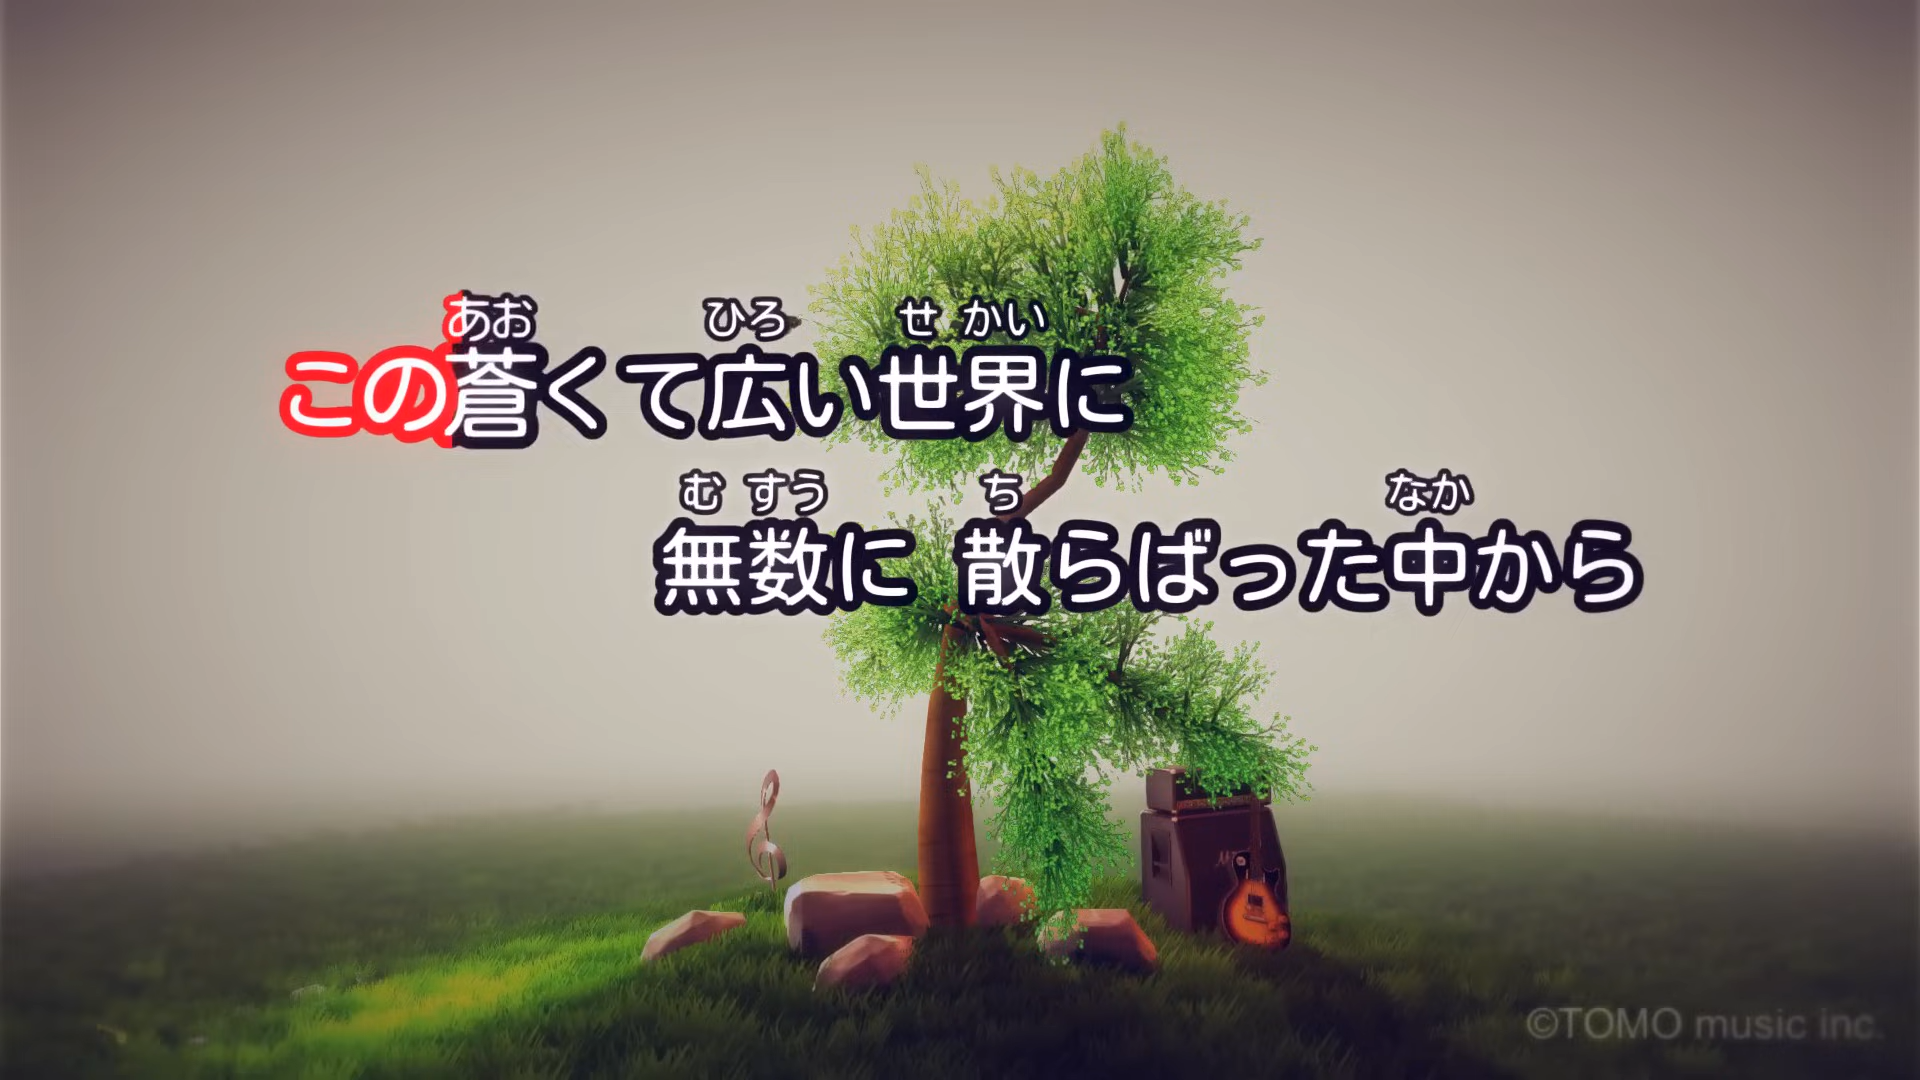 あお ひろ せ かい
この蒼くて広い世界に
む すう ち なか
無数に 散らばった中から
©TOMO music inc.